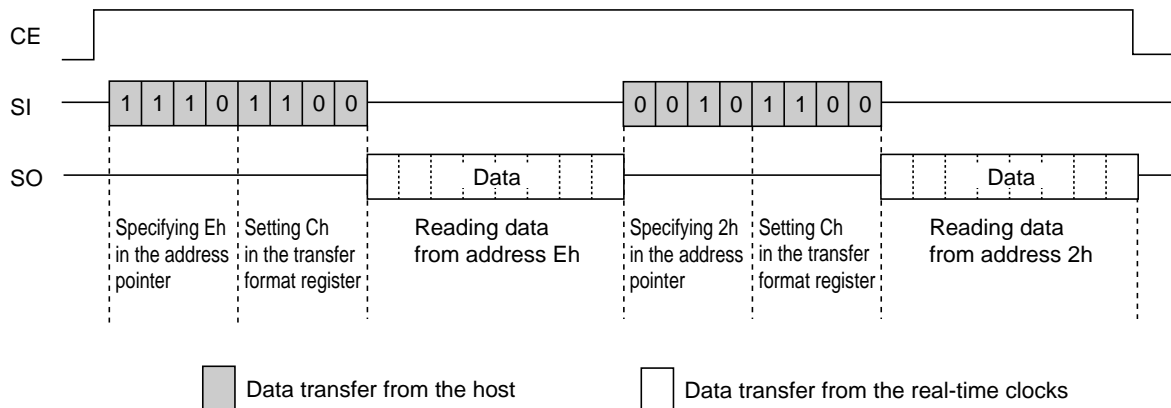 CE
SI
1 1 1 0 1 1 0 0
0 0 1 0 1 1 0 0
SO
Data
Data
Specifying Eh
in the address
pointer
Setting Ch
in the transfer
format register
Reading data
from address Eh
Specifying 2h
in the address
pointer
Setting Ch
in the transfer
format register
Reading data
from address 2h
Data transfer from the host
Data transfer from the real-time clocks